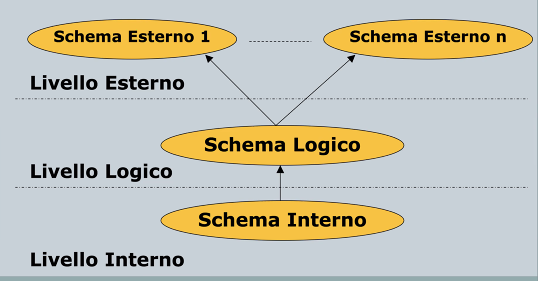 Schema Esterno 1
Schema Esterno n
Livello Esterno
Schema Logico
Livello Logico
Schema Interno
Livello Interno